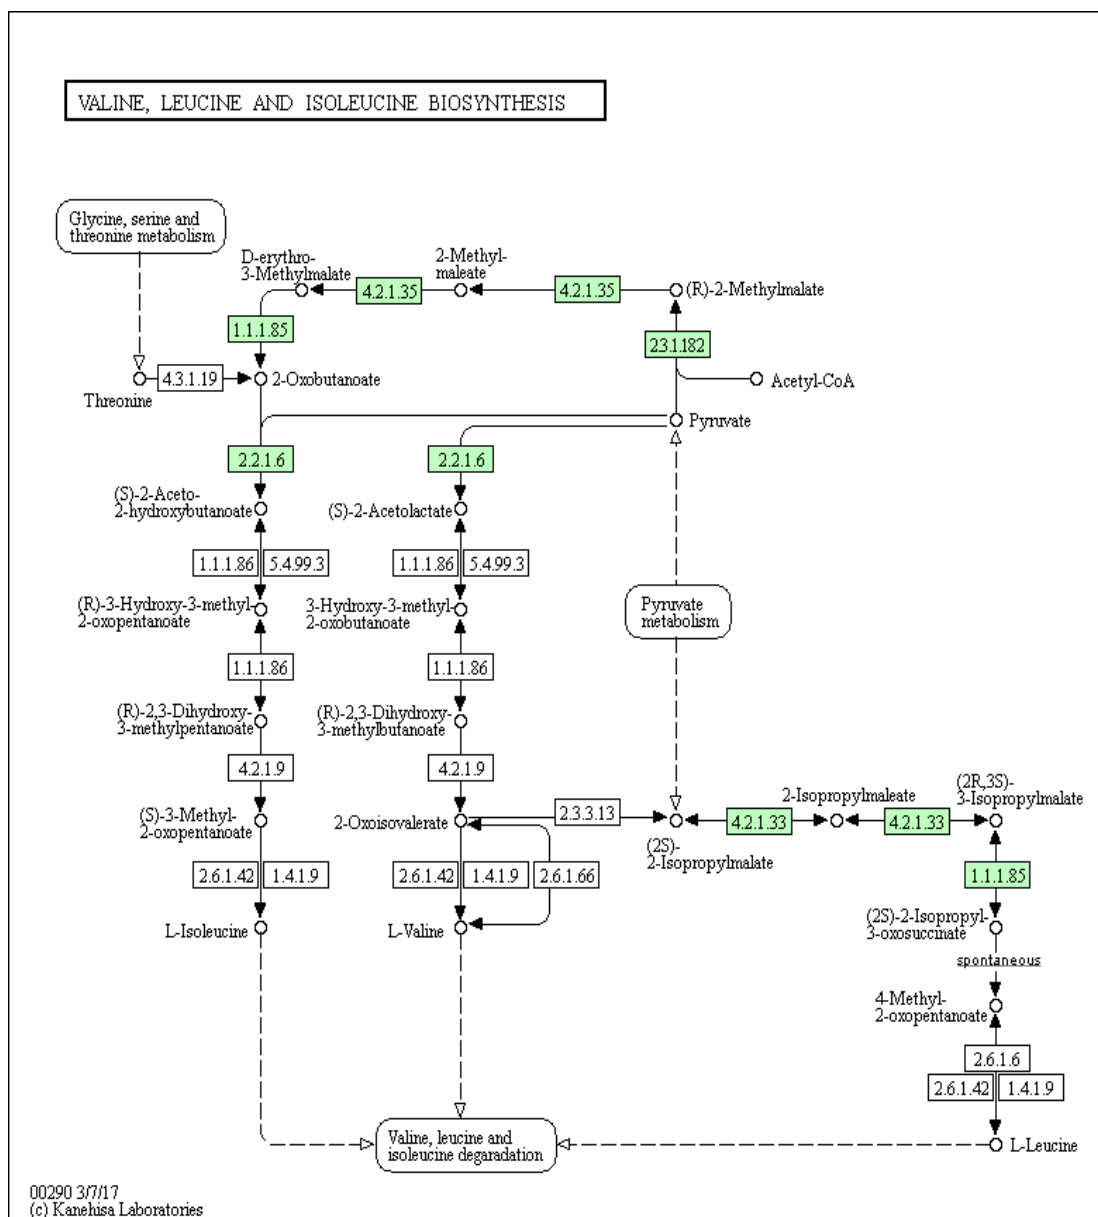 VALINE, LEUCINE AND ISOLEUCINE BIOSYNTHESIS
Glycine, serine and
threonine metabolism
D-erythro-
3-Methylmalate
2-Methyl-
maleate
4.2.1.35
4.2.1.35
(R)-2-Methylmalate
1.1.1.85
2.3.1.182
4.3.1.19
2-Oxobutanoate
Acetyl-CoA
Threonine
Pyruvate
2.2.1.6
2.2.1.6
(S)-2-Aceto-
2-hydroxybutanoate
(S)-2-Acetolactate
1.1.1.86
5.4.99.3
1.1.1.86
5.4.99.3
(R)-3-Hydroxy-3-methyl-
2-oxopentanoate
3-Hydroxy-3-methyl-
2-oxobutanoate
Pyruvate
metabolism
1.1.1.86
1.1.1.86
(R)-2,3-Dihydroxy-
3-methylpentanoate
(R)-2,3-Dihydroxy-
3-methylbutanoate
4.2.1.9
4.2.1.9
(S)-3-Methyl-
2-oxopentanoate
2-Oxoisovalerate
2.3.3.13
(2S)-
2-Isopropylmalate
4.2.1.33
2-Isopropylmaleate
4.2.1.33
(2R,3S)-
3-Isopropylmalate
2.6.1.42
1.4.1.9
2.6.1.42
1.4.1.9
2.6.1.66
1.1.1.85
L-Isoleucine
L-Valine
(2S)-2-Isopropyl-
3-oxosuccinate
spontaneous
4-Methyl-
2-oxopentanoate
2.6.1.6
2.6.1.42
1.4.1.9
Valine, leucine and
isoleucine degaradation
L-Leucine
00290 3/7/17
(c) Kanehisa Laboratories